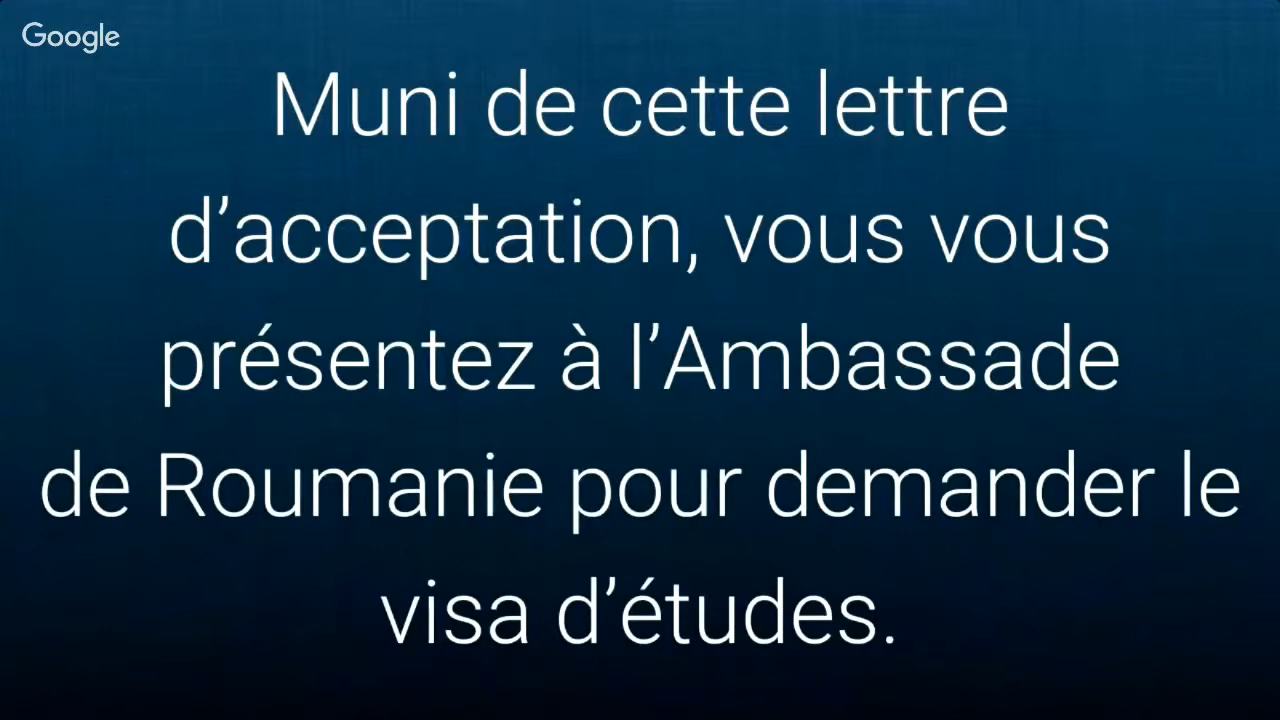 Google
Muni de cette lettre
d’acceptation, vous vous
présentez à l’Ambassade
de Roumanie pour demander le
visa d’études.